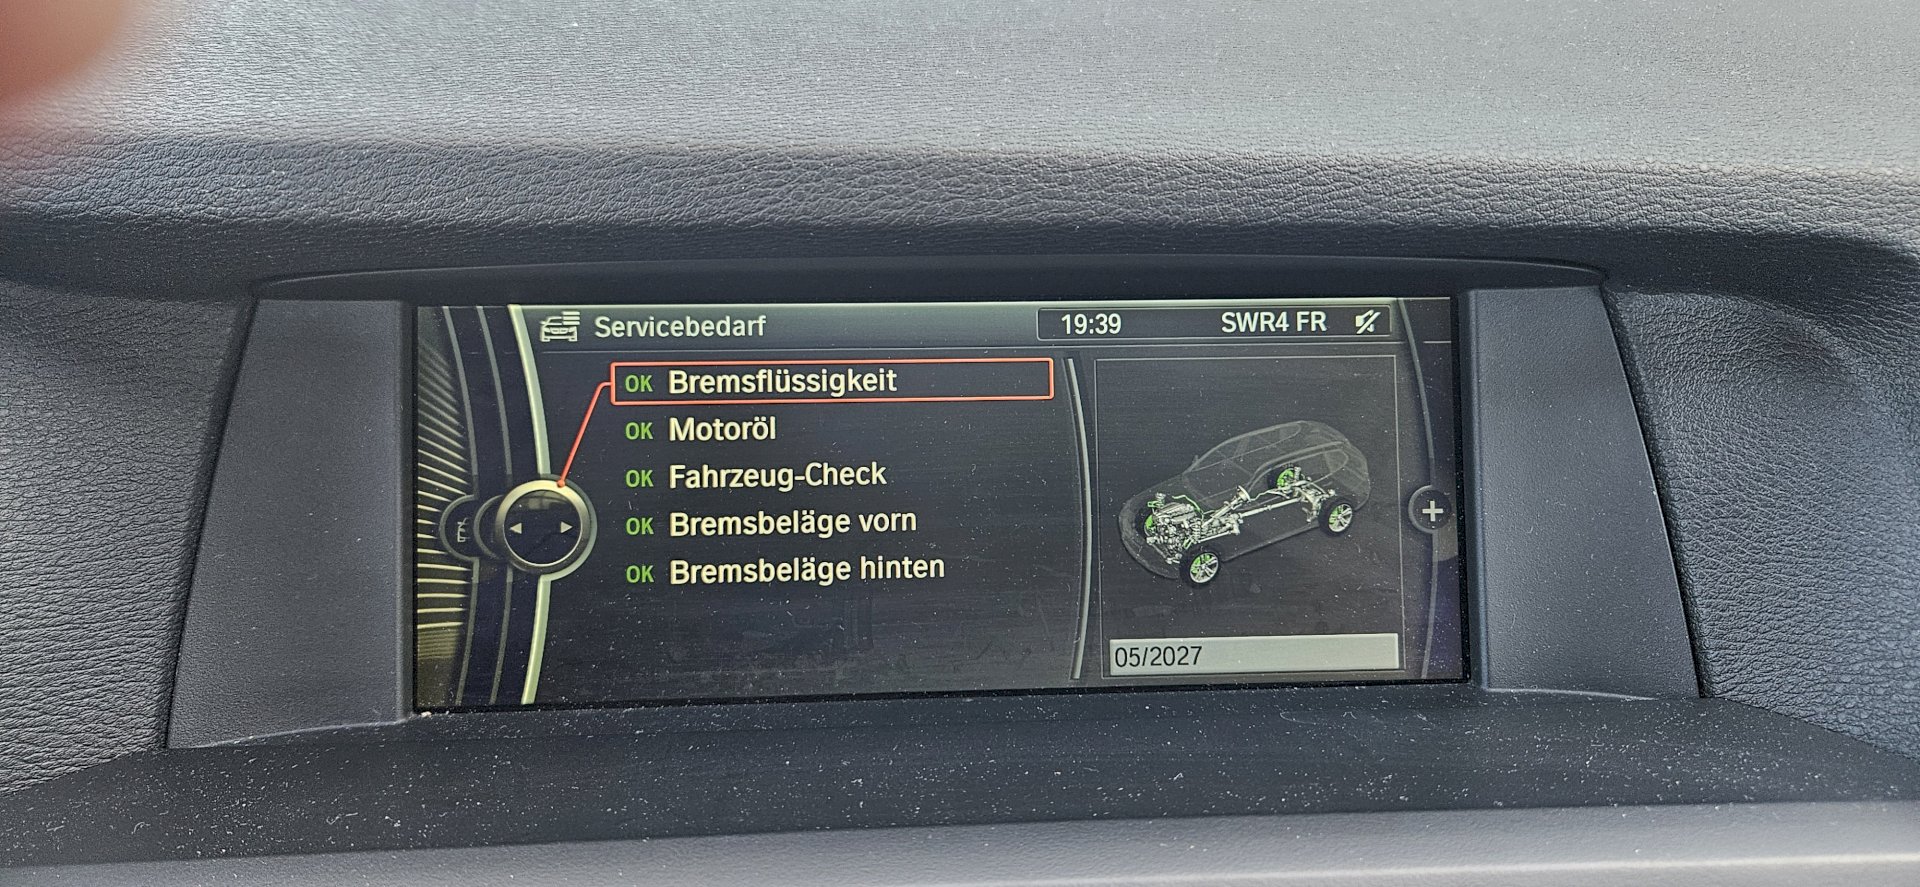 Servicebedarf
19:39
SWR4 FR
OK Bremsflüssigkeit
OK Motoröl
OK Fahrzeug-Check
OK Bremsbeläge vorn
OK Bremsbeläge hinten
05/2027